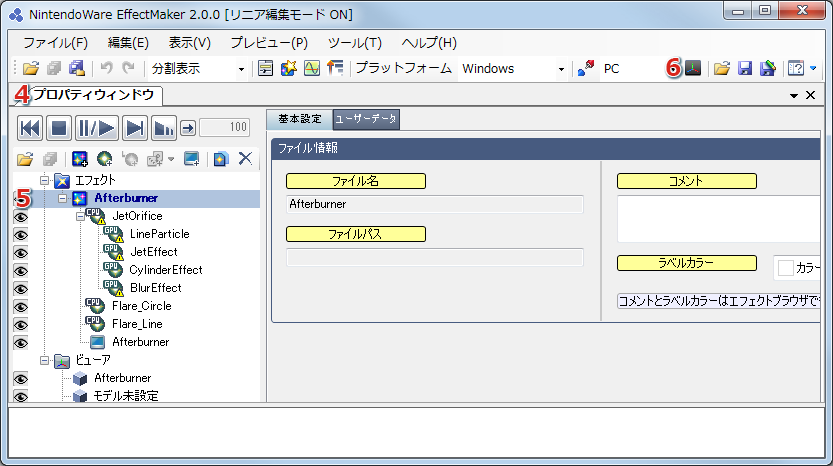 NintendoWare EffectMaker 2.0.0 [リニア編集モード ON]
ファイル(F) 編集(E) 表示(V) プレビュー(P) ツール(T) ヘルプ(H)
分割表示 プラットフォーム Windows PC 6
4 プロパティウィンドウ
100
基本設定 ユーザーデータ
ファイル情報
ファイル名
Afterburner
ファイルパス
コメント
ラベルカラー
カラー
コメントとラベルカラーはエフェクトブラウザで
エフェクト
5 Afterburner
CPU JetOrifice
GPU LineParticle
GPU JetEffect
GPU CylinderEffect
GPU BlurEffect
CPU Flare_Circle
CPU Flare_Line
Afterburner
ビューア
Afterburner
モデル未設定